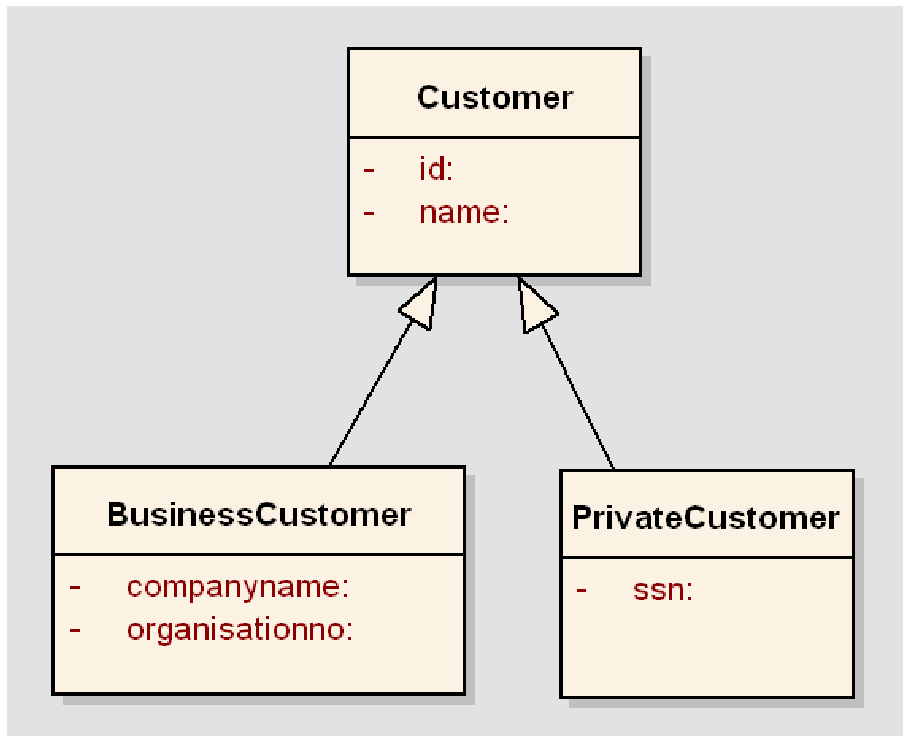 Customer
- id:
- name:
BusinessCustomer
- companyname:
- organisationno:
PrivateCustomer
- ssn: